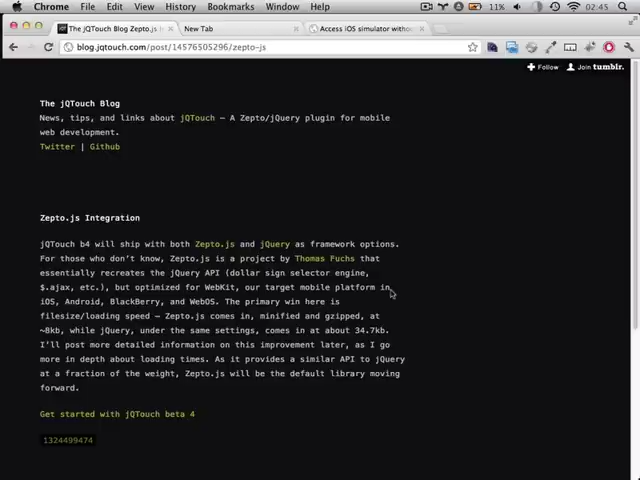 Chrome File Edit View History Bookmarks Window Help 11% 02:45
The jQTouch Blog Zepto.js In
New Tab
Access iOS simulator withou
blog.jqtouch.com/post/14576505296/zepto-js
Follow Join tumblr.
The jQTouch Blog
News, tips, and links about jQTouch — A Zepto/jQuery plugin for mobile
web development.
Twitter | Github
Zepto.js Integration
jQTouch b4 will ship with both Zepto.js and jQuery as framework options.
For those who don't know, Zepto.js is a project by Thomas Fuchs that
essentially recreates the jQuery API (dollar sign selector engine,
$.ajax, etc.), but optimized for WebKit, our target mobile platform in
iOS, Android, BlackBerry, and WebOS. The primary win here is
filesize/loading speed — Zepto.js comes in, minified and gzipped, at
~8kb, while jQuery, under the same settings, comes in at about 34.7kb.
I'll post more detailed information on this improvement later, as I go
more in depth about loading times. As it provides a similar API to jQuery
at a fraction of the weight, Zepto.js will be the default library moving
forward.
Get started with jQTouch beta 4
1324499474